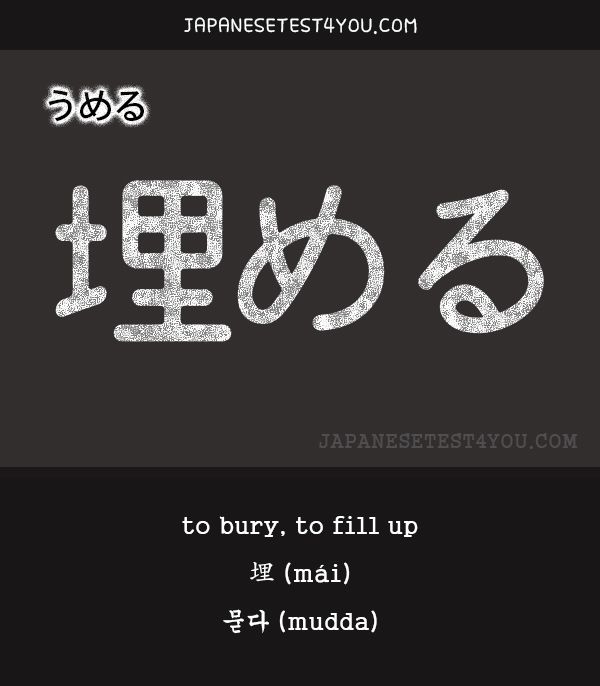 JAPANESETEST4YOU.COM
うめる
埋める
JAPANESETEST4YOU.COM
to bury, to fill up
埋 (mái)
묻다 (mudda)